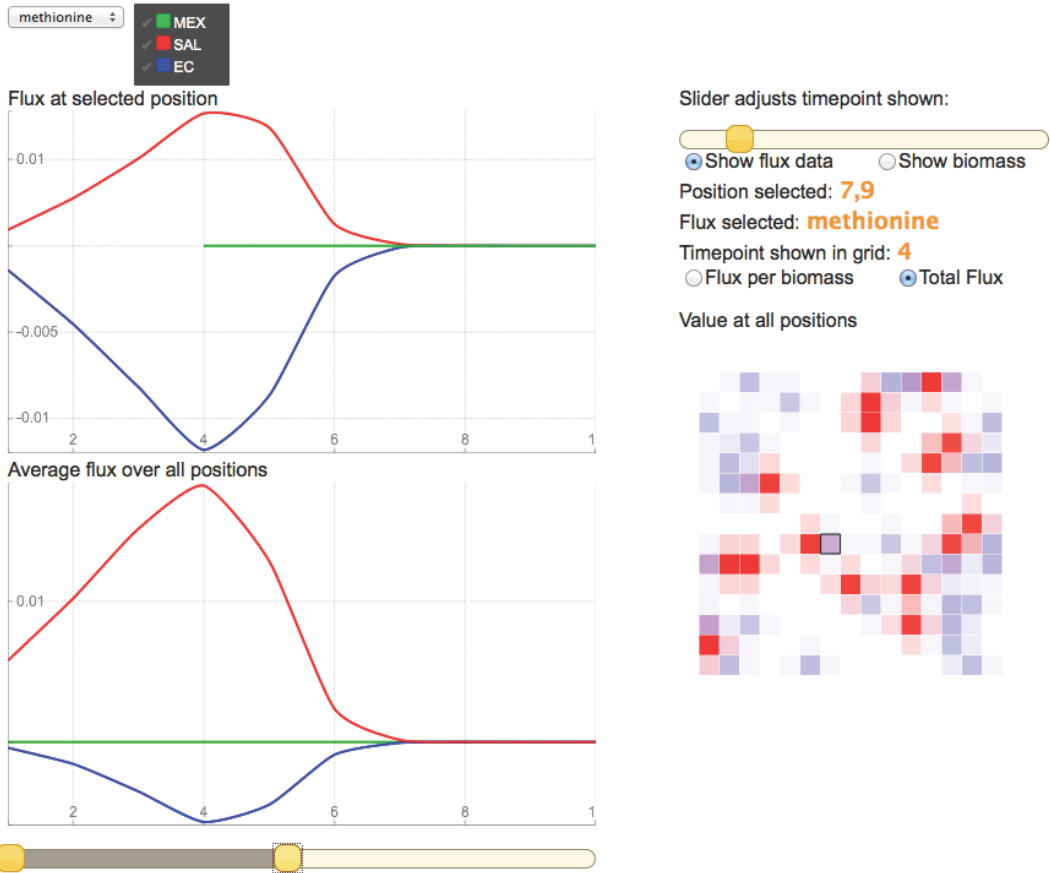 methionine
MEX
SAL
EC
Flux at selected position
0.01
-0.005
-0.01
2
4
6
8
1
Average flux over all positions
0.01
2
4
6
8
1
Slider adjusts timepoint shown:
Show flux data
Show biomass
Position selected: 7,9
Flux selected: methionine
Timepoint shown in grid: 4
Flux per biomass
Total Flux
Value at all positions